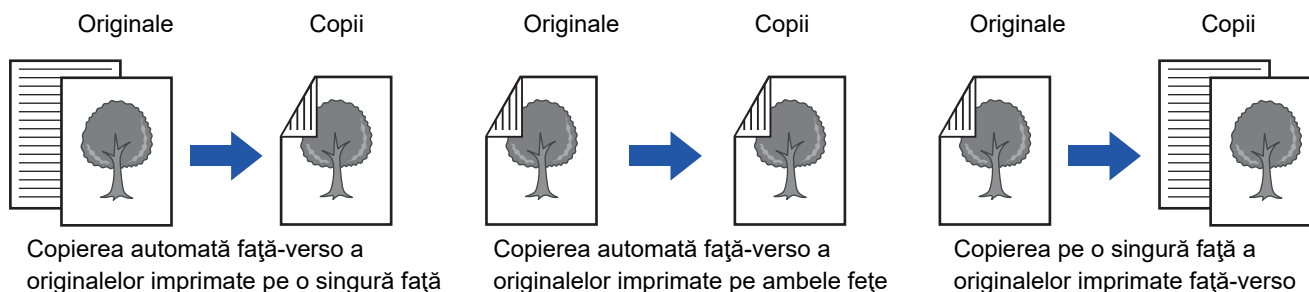 Originale Copii Originale Copii Originale Copii
Copierea automată faţă-verso a
originalelor imprimate pe o singură faţă
Copierea automată faţă-verso a
originalelor imprimate pe ambele feţe
Copierea pe o singură faţă a
originalelor imprimate faţă-verso